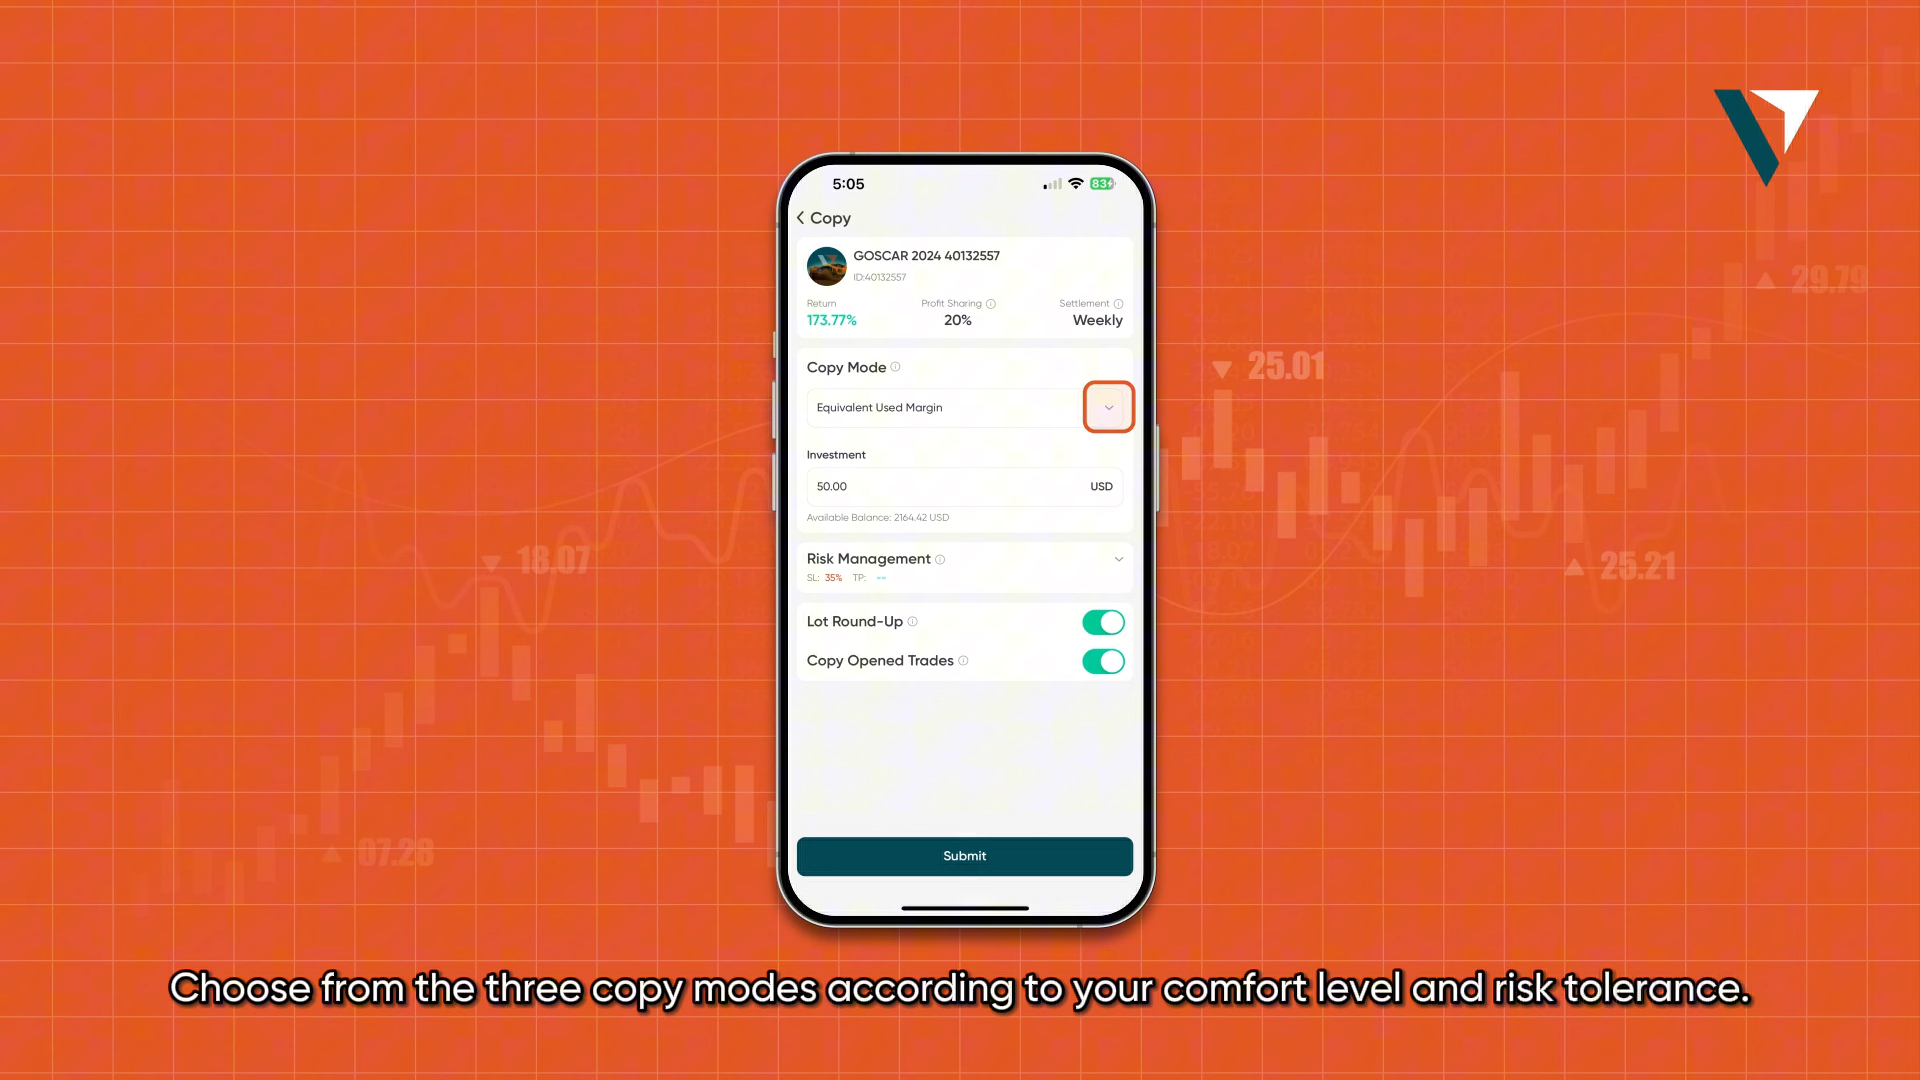 5:05
83
Copy
GOSCAR 2024 40132557
ID:40132557
Return
Profit Sharing
Settlement
173.77%
20%
Weekly
Copy Mode
Equivalent Used Margin
Investment
50.00
USD
Available Balance: 2164.42 USD
Risk Management
SL: 35% TP: --
Lot Round-Up
Copy Opened Trades
Submit
29.79
25.01
18.07
25.21
07.28
Choose from the three copy modes according to your comfort level and risk tolerance.